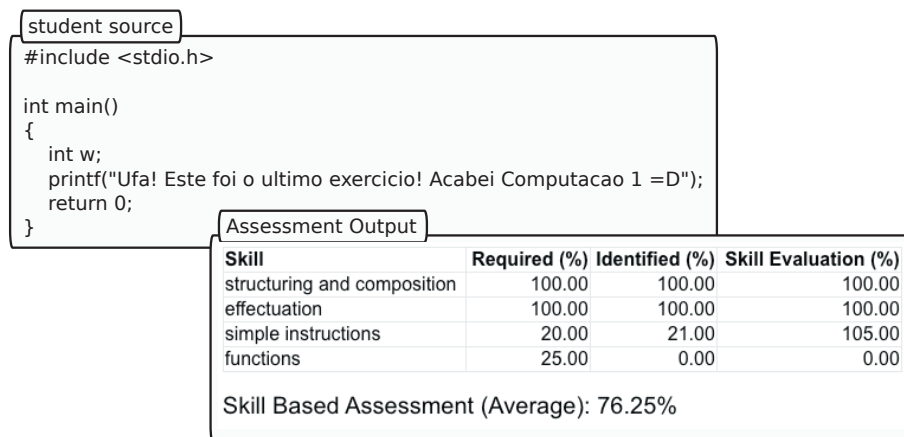 student source
#include <stdio.h>
int main()
{
int w;
printf("Ufa! Este foi o ultimo exercicio! Acabei Computacao 1 =D");
return 0;
}
Assessment Output
Skill Required (%) Identified (%) Skill Evaluation (%)
structuring and composition 100.00 100.00 100.00
effectuation 100.00 100.00 100.00
simple instructions 20.00 21.00 105.00
functions 25.00 0.00 0.00
Skill Based Assessment (Average): 76.25%